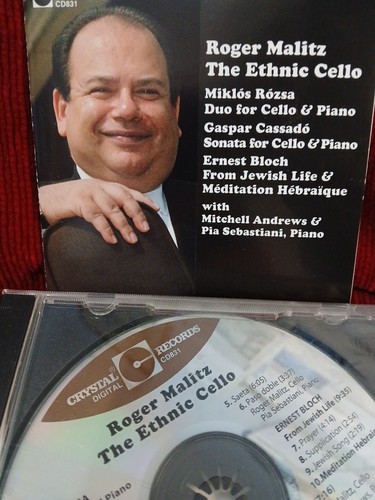 CD831
Roger Malitz
The Ethnic Cello
Miklós Rózsa
Duo for Cello & Piano
Gaspar Cassadó
Sonata for Cello & Piano
Ernest Bloch
From Jewish Life &
Méditation Hébraïque
with
Mitchell Andrews &
Pia Sebastiani, Piano
CRYSTAL RECORDS
DIGITAL
CD831
Roger Malitz
The Ethnic Cello
5. Saeta (6:05)
6. Paso doble (3:37)
Roger Malitz, Cello
Pia Sebastiani, Piano
ERNEST BLOCH
From Jewish Life (9:35)
7. Prayer (4:14)
8. Supplication (2:54)
9. Jewish Song (2:19)
10. Meditation
Piano